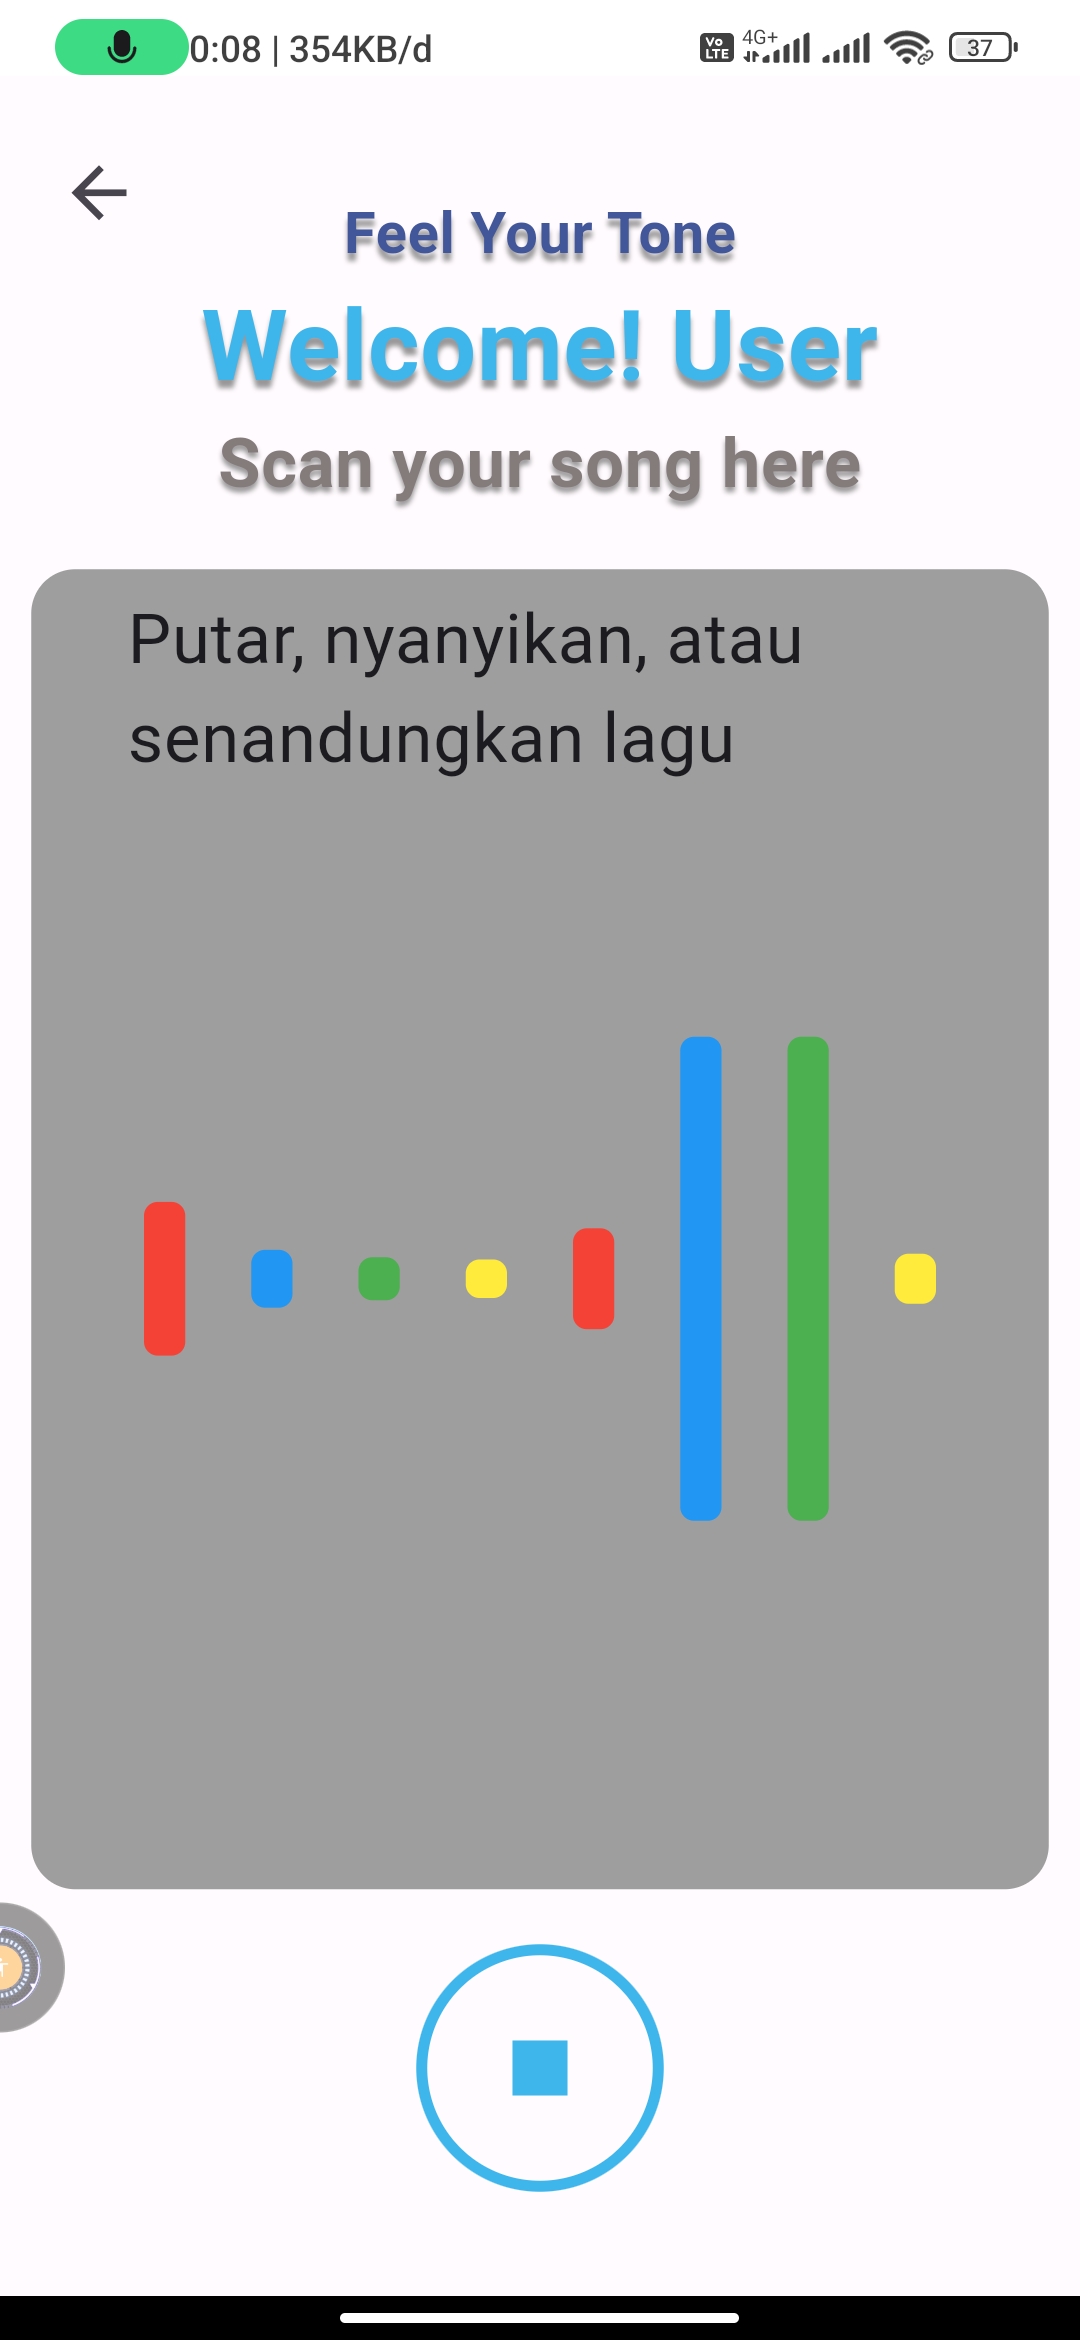 0:08 | 354KB/d Vo LTE 4G+ 37
Feel Your Tone
Welcome! User
Scan your song here
Putar, nyanyikan, atau
senandungkan lagu